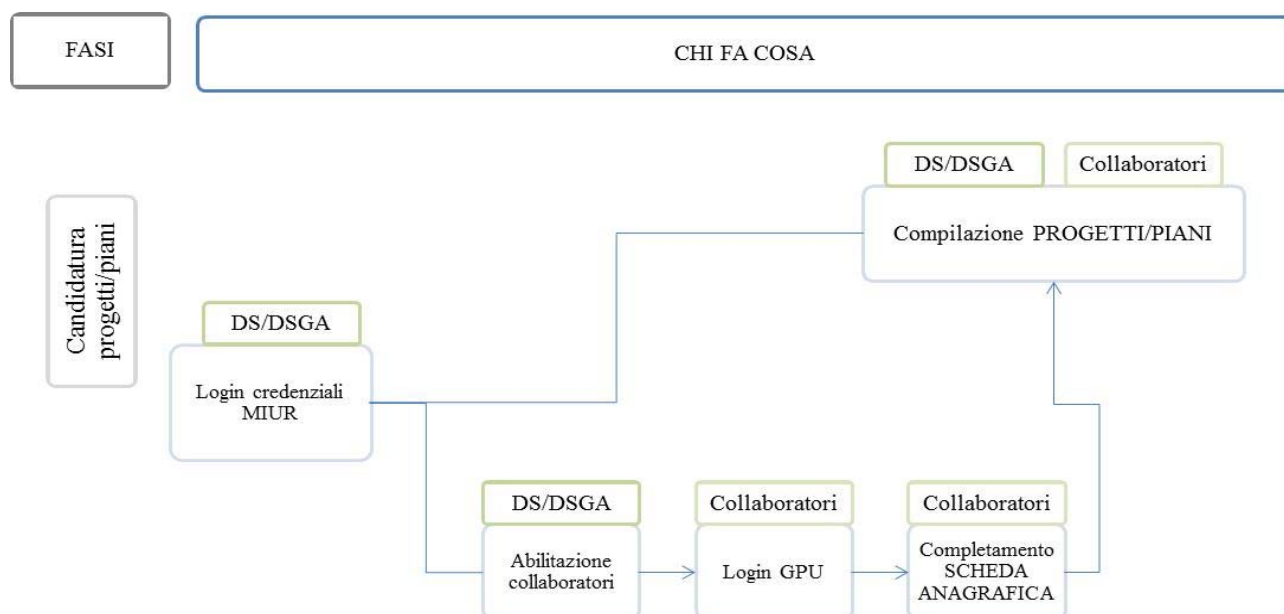 FASI
CHI FA COSA
DS/DSGA
Collaboratori
Compilazione PROGETTI/PIANI
Candidatura
progetti/piani
DS/DSGA
Login credenziali
MIUR
DS/DSGA
Collaboratori
Collaboratori
Abilitazione
collaboratori
Login GPU
Completamento
SCHEDA
ANAGRAFICA